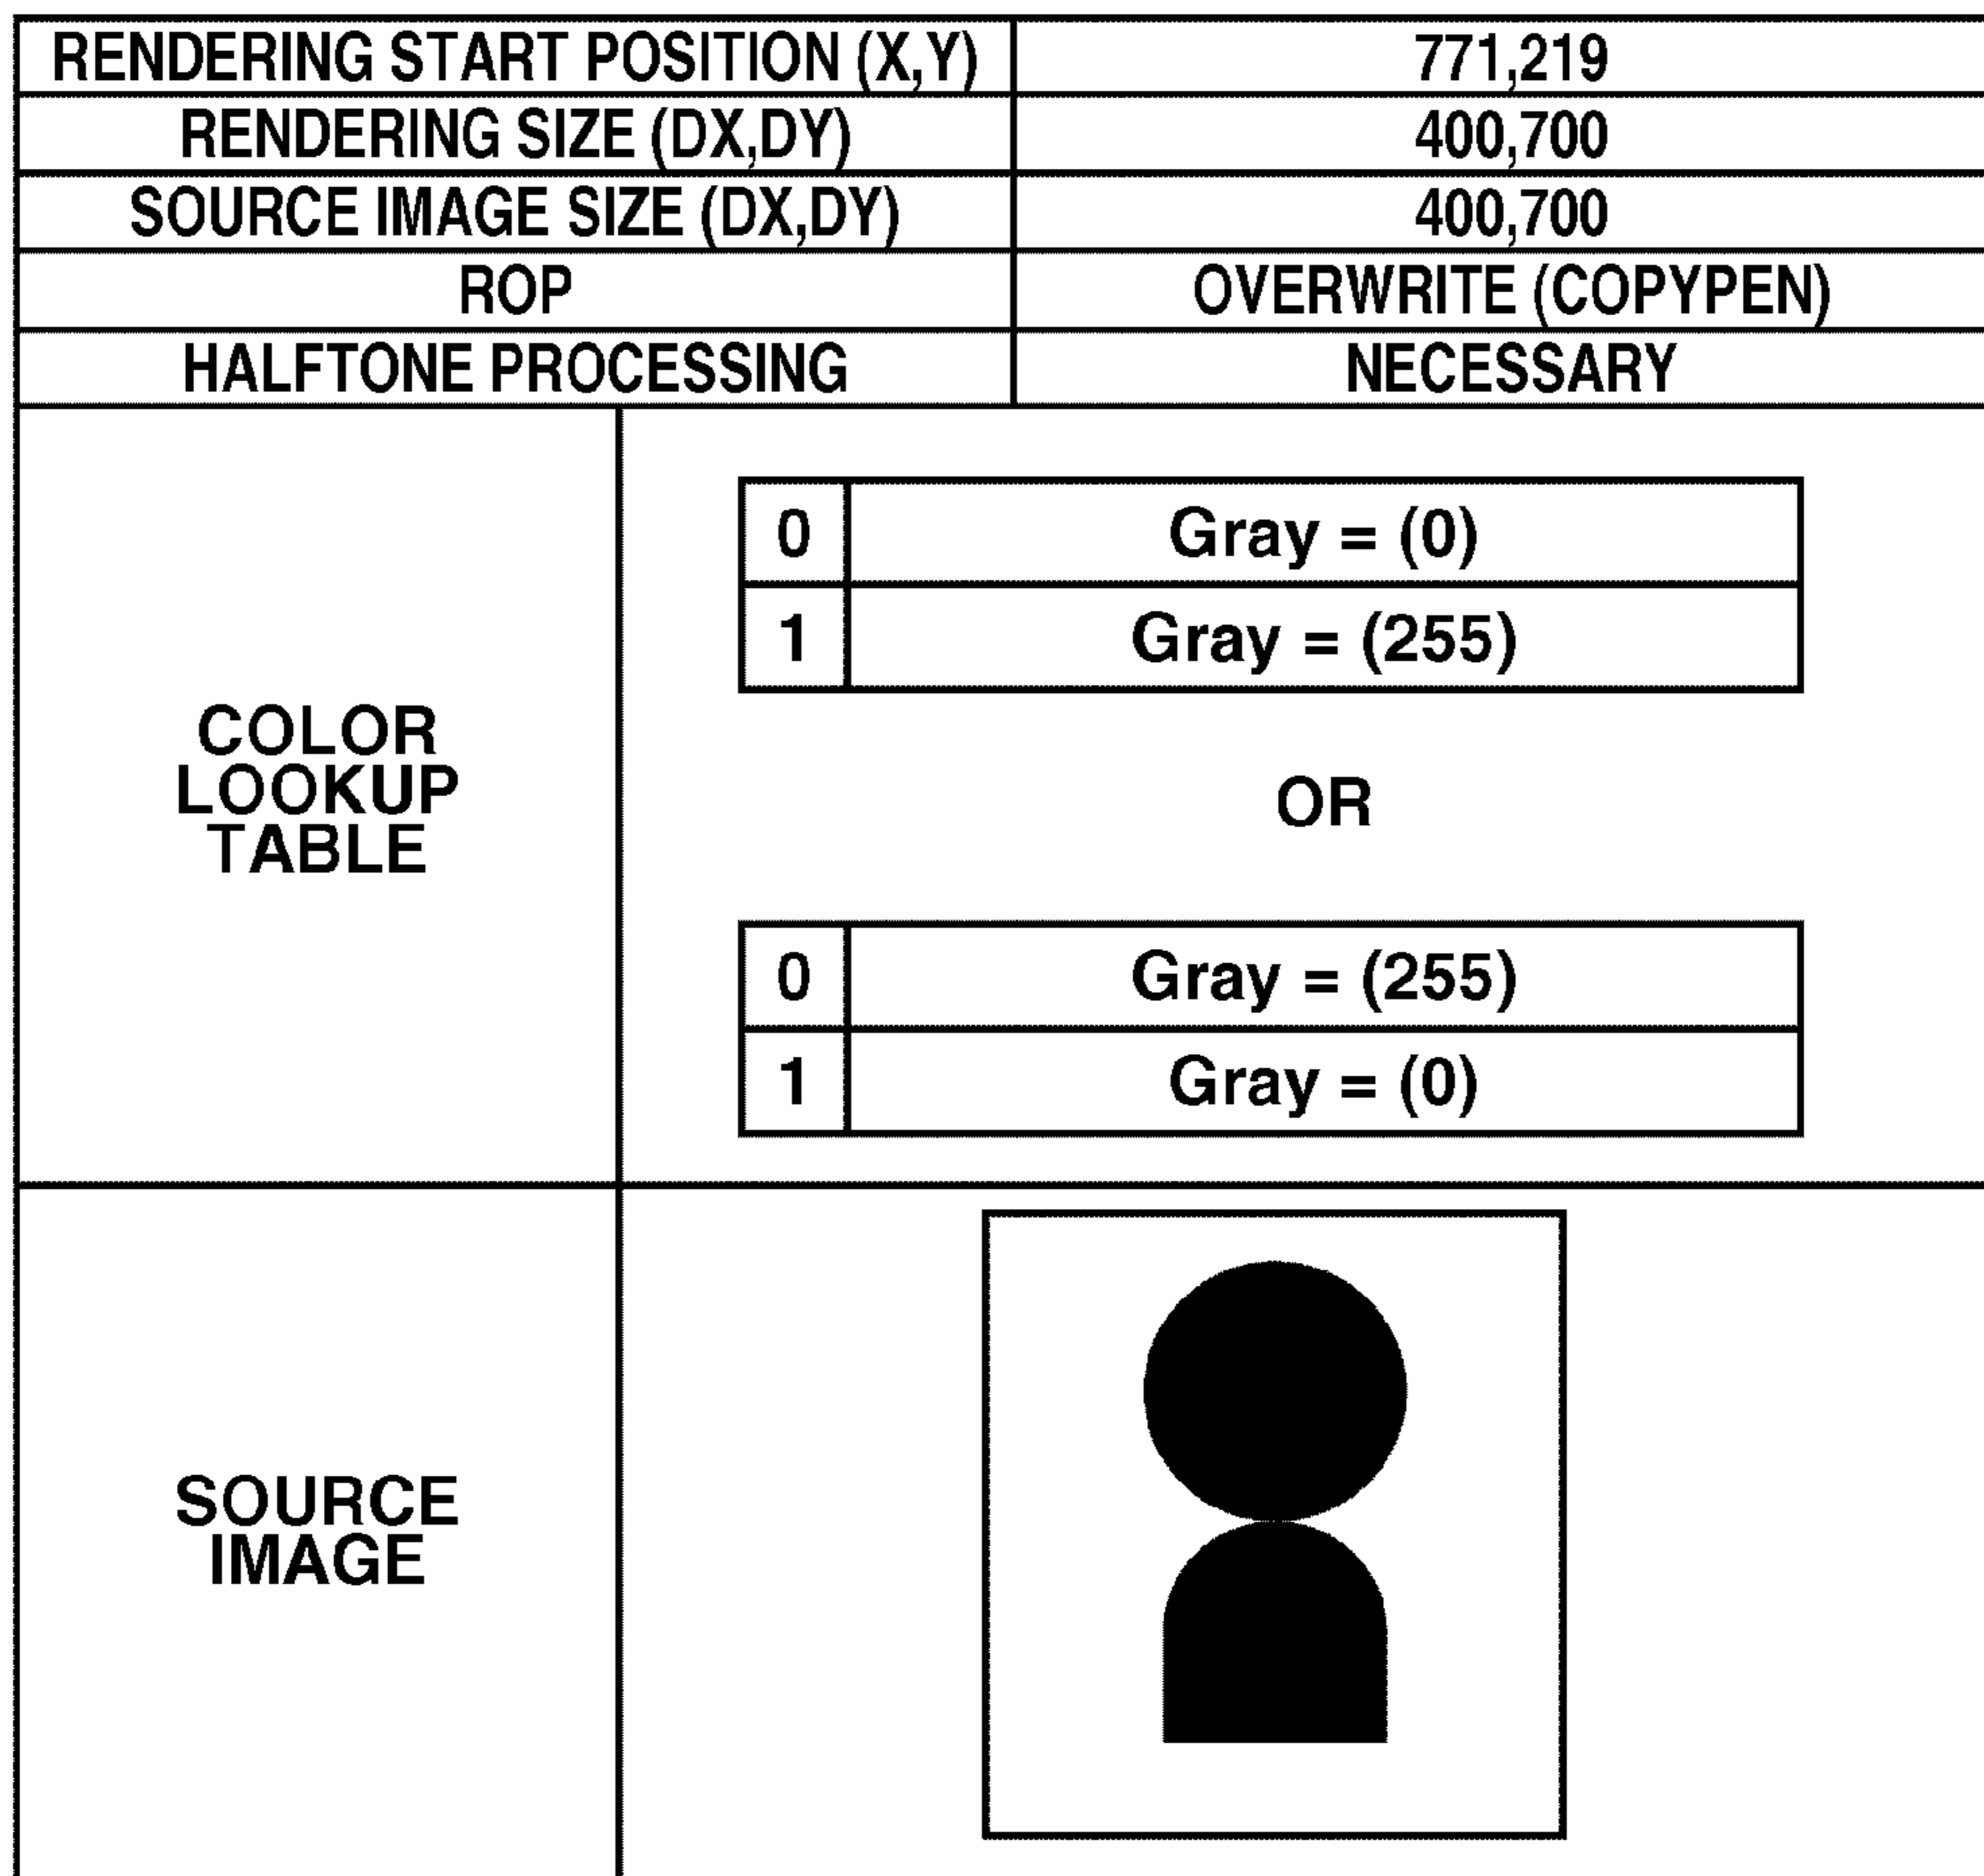 RENDERING START POSITION (X,Y) 771,219
RENDERING SIZE (DX,DY) 400,700
SOURCE IMAGE SIZE (DX,DY) 400,700
ROP OVERWRITE (COPYPEN)
HALFTONE PROCESSING NECESSARY
COLOR
LOOKUP
TABLE
0 Gray = (0)
1 Gray = (255)
OR
0 Gray = (255)
1 Gray = (0)
SOURCE
IMAGE